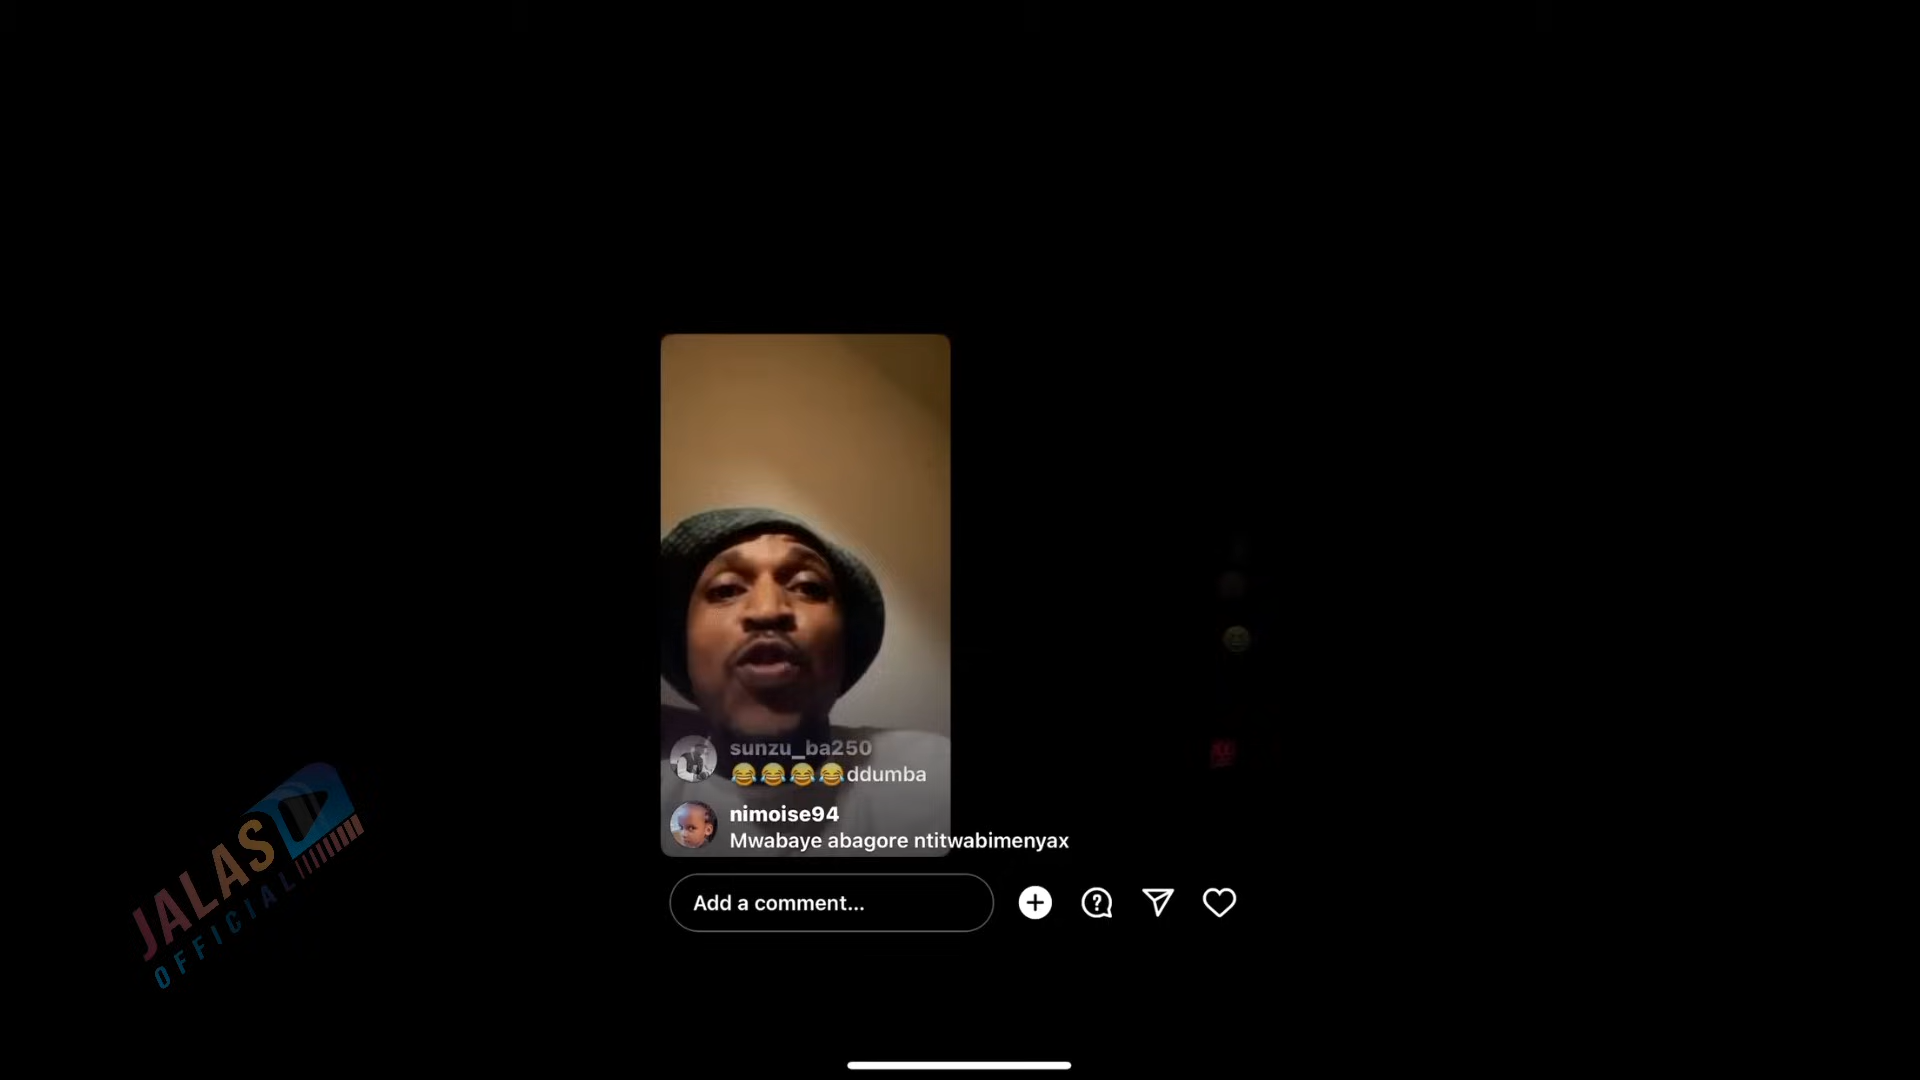 sunzu_ba250
😂😂😂😂ddumba
nimoise94
Mwabaye abagore ntitwabimenyax
Add a comment...
JALAS
OFFICIAL